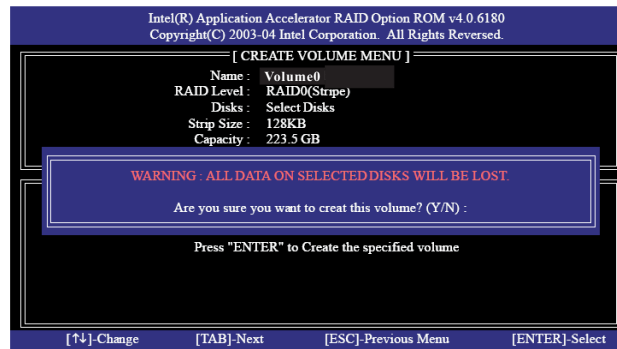 Intel(R) Application Accelerator RAID Option ROM v4.0.6180
Copyright(C) 2003-04 Intel Corporation. All Rights Reversed.
[ CREATE VOLUME MENU ]
Name : Volume0
RAID Level : RAID0(Stripe)
Disks : Select Disks
Strip Size : 128KB
Capacity : 223.5 GB
WARNING : ALL DATA ON SELECTED DISKS WILL BE LOST.
Are you sure you want to creat this volume? (Y/N) :
Press "ENTER" to Create the specified volume
[↑↓]-Change [TAB]-Next [ESC]-Previous Menu [ENTER]-Select